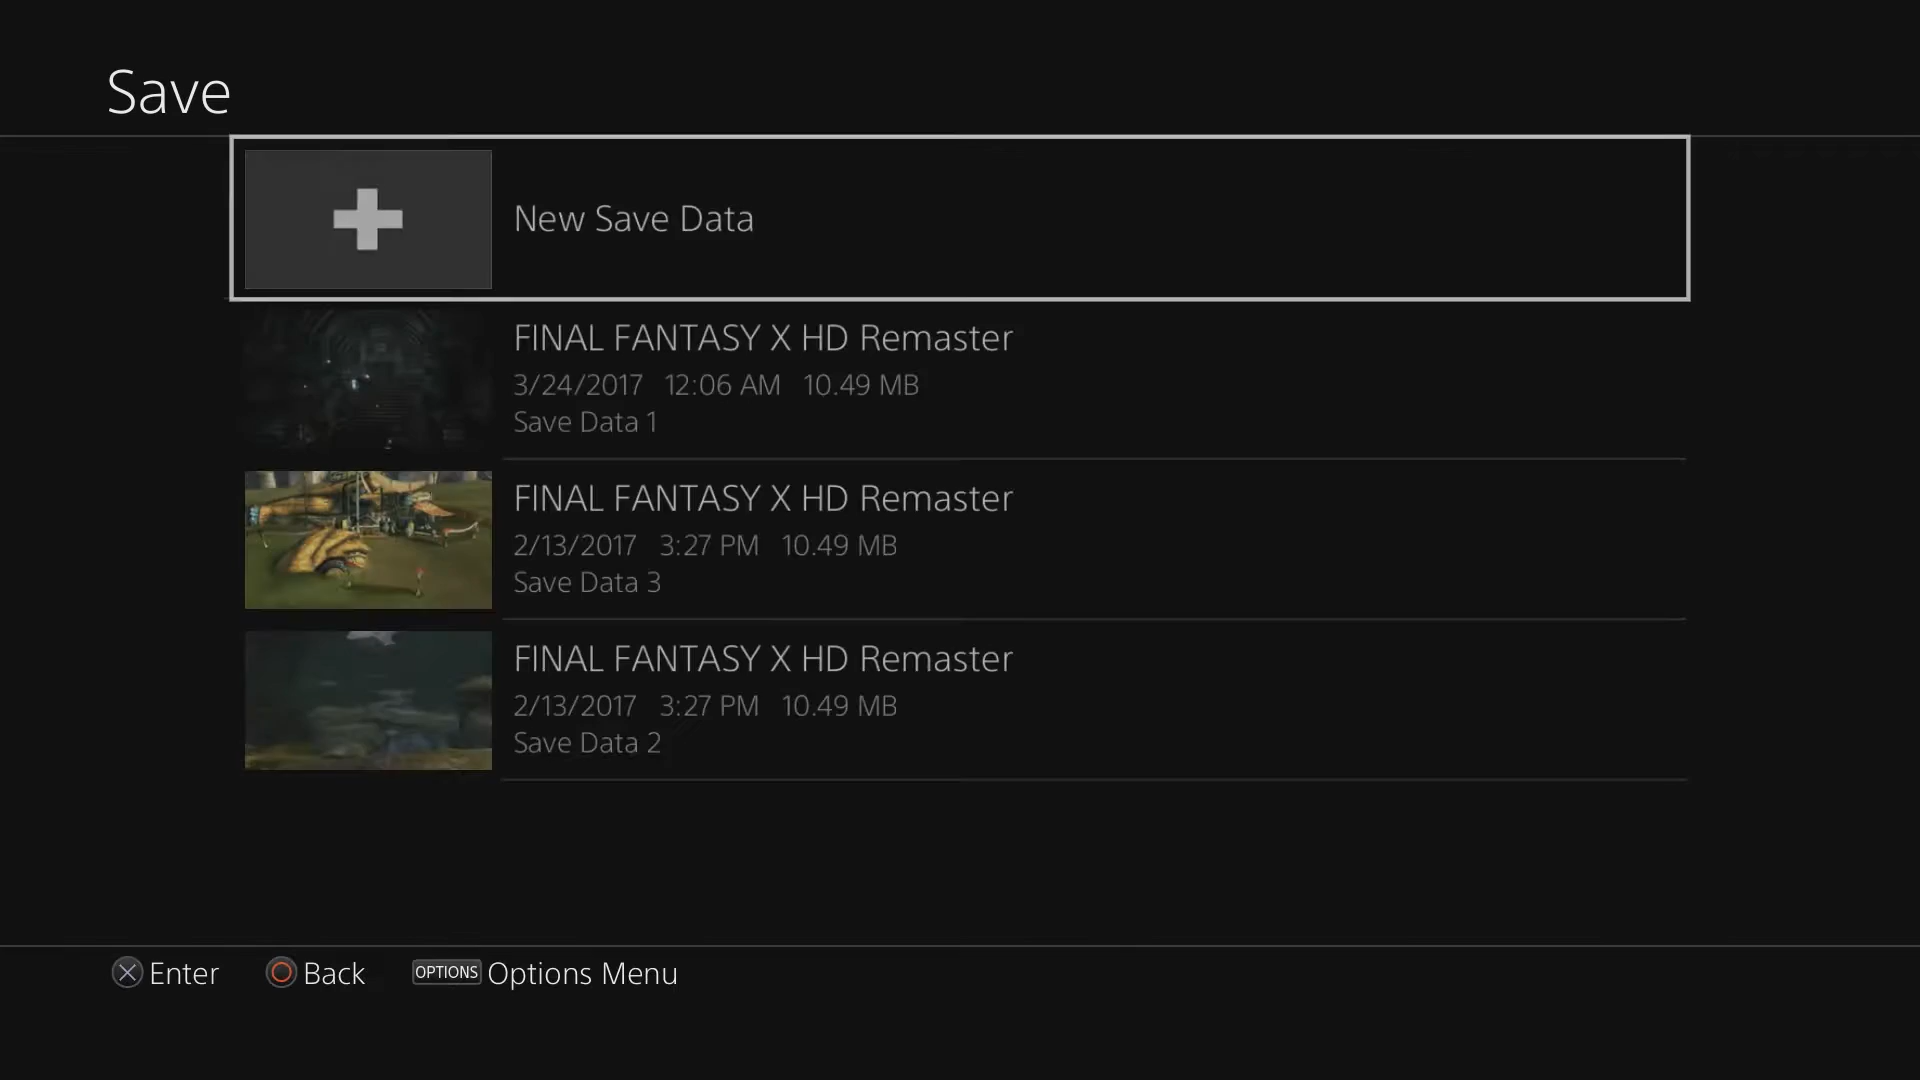 Save
New Save Data
FINAL FANTASY X HD Remaster
3/24/2017 12:06 AM 10.49 MB
Save Data 1
FINAL FANTASY X HD Remaster
2/13/2017 3:27 PM 10.49 MB
Save Data 3
FINAL FANTASY X HD Remaster
2/13/2017 3:27 PM 10.49 MB
Save Data 2
Enter Back OPTIONS Options Menu